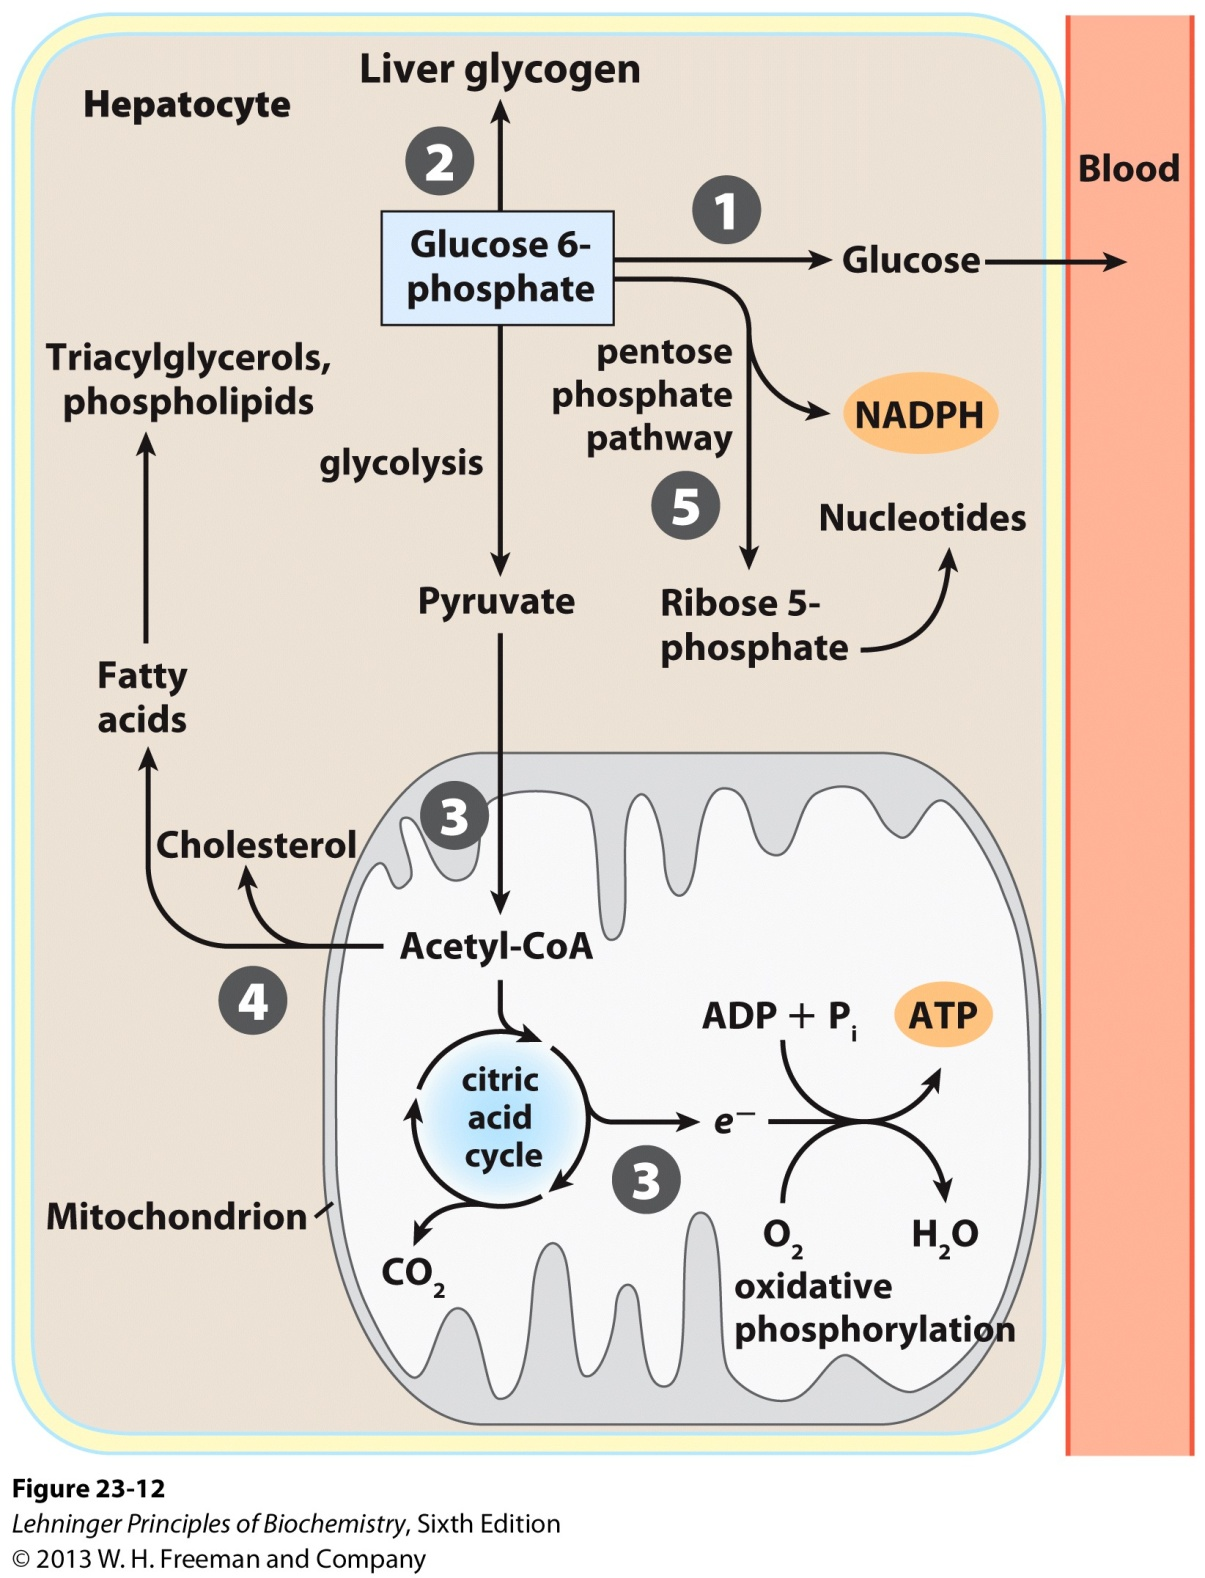 Liver glycogen
Hepatocyte
2
1
Blood
Glucose 6-
phosphate
Glucose
Triacylglycerols,
phospholipids
pentose
phosphate
pathway
NADPH
glycolysis
5
Nucleotides
Pyruvate
Ribose 5-
phosphate
Fatty
acids
3
Cholesterol
Acetyl-CoA
4
ADP + Pi
ATP
citric
acid
cycle
e−
3
Mitochondrion
O2
H2O
CO2
oxidative
phosphorylation
Figure 23-12
Lehninger Principles of Biochemistry, Sixth Edition
© 2013 W. H. Freeman and Company